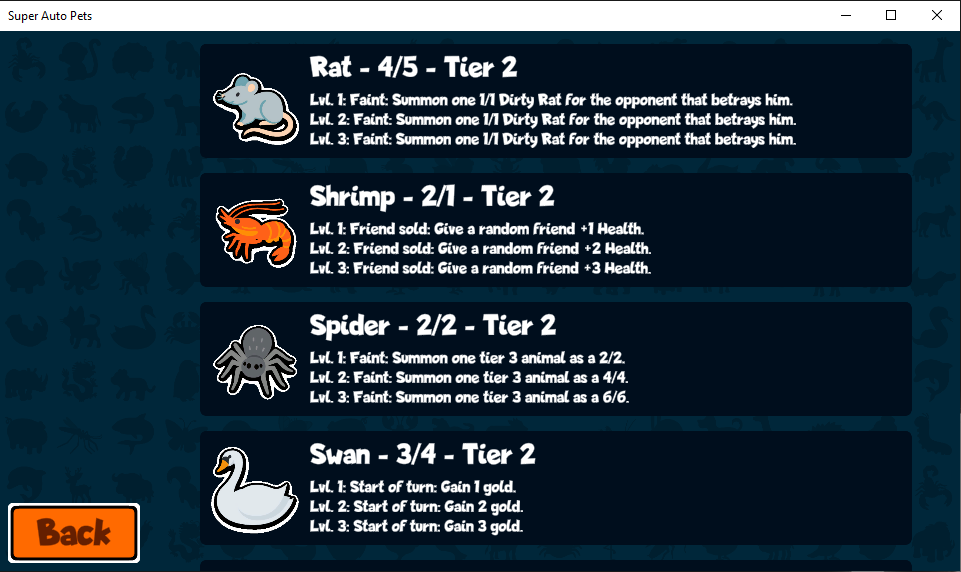 Super Auto Pets
Rat - 4/5 - Tier 2
Lvl. 1: Faint: Summon one 1/1 Dirty Rat for the opponent that betrays him.
Lvl. 2: Faint: Summon one 1/1 Dirty Rat for the opponent that betrays him.
Lvl. 3: Faint: Summon one 1/1 Dirty Rat for the opponent that betrays him.
Shrimp - 2/1 - Tier 2
Lvl. 1: Friend sold: Give a random friend +1 Health.
Lvl. 2: Friend sold: Give a random friend +2 Health.
Lvl. 3: Friend sold: Give a random friend +3 Health.
Spider - 2/2 - Tier 2
Lvl. 1: Faint: Summon one tier 3 animal as a 2/2.
Lvl. 2: Faint: Summon one tier 3 animal as a 4/4.
Lvl. 3: Faint: Summon one tier 3 animal as a 6/6.
Swan - 3/4 - Tier 2
Lvl. 1: Start of turn: Gain 1 gold.
Lvl. 2: Start of turn: Gain 2 gold.
Lvl. 3: Start of turn: Gain 3 gold.
Back